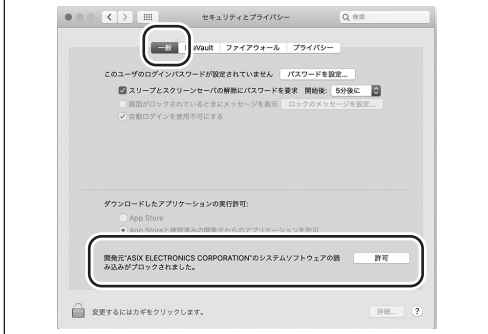 セキュリティとプライバシー
検索
一般 eVault ファイアウォール プライバシー
このユーザのログインパスワードが設定されていません パスワードを設定...
スリープとスクリーンセーバの解除にパスワードを要求 開始後: 5分後に
画面がロックされているときにメッセージを表示 ロックのメッセージを設定...
自動ログインを使用不可にする
ダウンロードしたアプリケーションの実行許可:
App Store
App Storeと確認済みの開発元からのアプリケーションを許可
開発元"ASIX ELECTRONICS CORPORATION"のシステムソフトウェアの読
み込みがブロックされました。
許可
変更するにはカギをクリックします。
詳細... ?